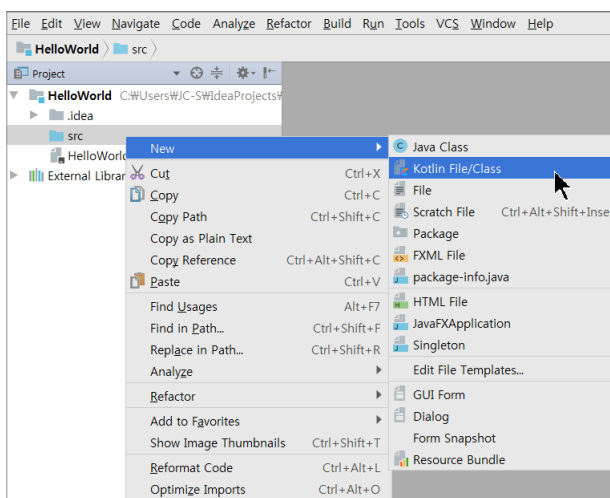 File Edit View Navigate Code Analyze Refactor Build Run Tools VCS Window Help
HelloWorld src
Project
HelloWorld C:₩Users₩JC-S₩IdeaProjects₩
.idea
src
HelloWorld
External Librar
New
Cut Ctrl+X
Copy Ctrl+C
Copy Path Ctrl+Shift+C
Copy as Plain Text
Copy Reference Ctrl+Alt+Shift+C
Paste Ctrl+V
Find Usages Alt+F7
Find in Path... Ctrl+Shift+F
Replace in Path... Ctrl+Shift+R
Analyze
Refactor
Add to Favorites
Show Image Thumbnails Ctrl+Shift+T
Reformat Code Ctrl+Alt+L
Optimize Imports Ctrl+Alt+O
Java Class
Kotlin File/Class
File
Scratch File Ctrl+Alt+Shift+Inse
Package
FXML File
package-info.java
HTML File
JavaFXApplication
Singleton
Edit File Templates...
GUI Form
Dialog
Form Snapshot
Resource Bundle